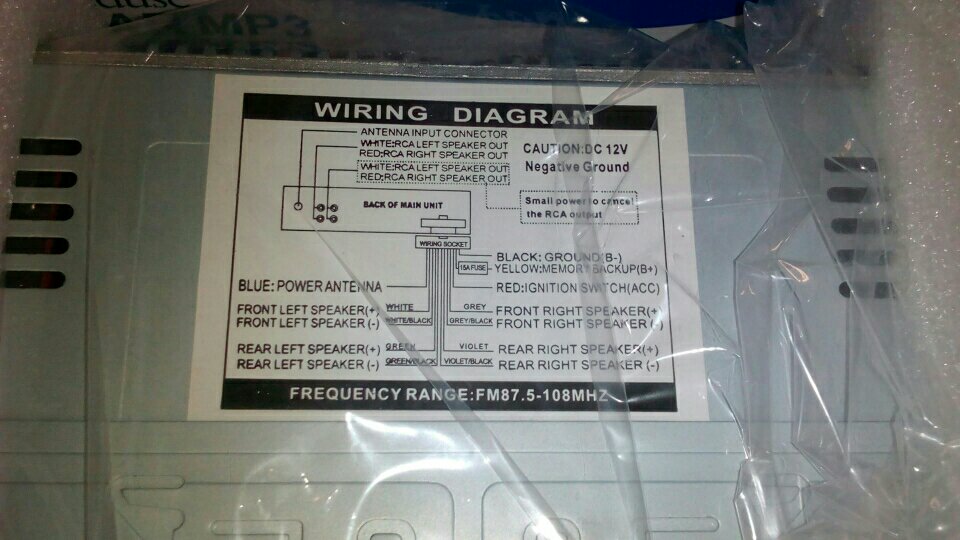 MP3
WIRING DIAGRAM
ANTENNA INPUT CONNECTOR
WHITE:RCA LEFT SPEAKER OUT
RED:RCA RIGHT SPEAKER OUT
WHITE:RCA LEFT SPEAKER OUT
RED:RCA RIGHT SPEAKER OUT
CAUTION:DC 12V
Negative Ground
Small power to cancel
the RCA output
BACK OF MAIN UNIT
WIRING SOCKET
BLACK: GROUND(B-)
15A FUSE
YELLOW:MEMORY BACKUP(B+)
BLUE: POWER ANTENNA
RED:IGNITION SWITCH(ACC)
FRONT LEFT SPEAKER(+) WHITE
GREY FRONT RIGHT SPEAKER(+)
FRONT LEFT SPEAKER (-) WHITE/BLACK
GREY/BLACK FRONT RIGHT SPEAKER (-)
REAR LEFT SPEAKER(+) GREEN
VIOLET REAR RIGHT SPEAKER(+)
REAR LEFT SPEAKER (-) GREEN/BLACK
VIOLET/BLACK REAR RIGHT SPEAKER (-)
FREQUENCY RANGE:FM87.5-108MHZ